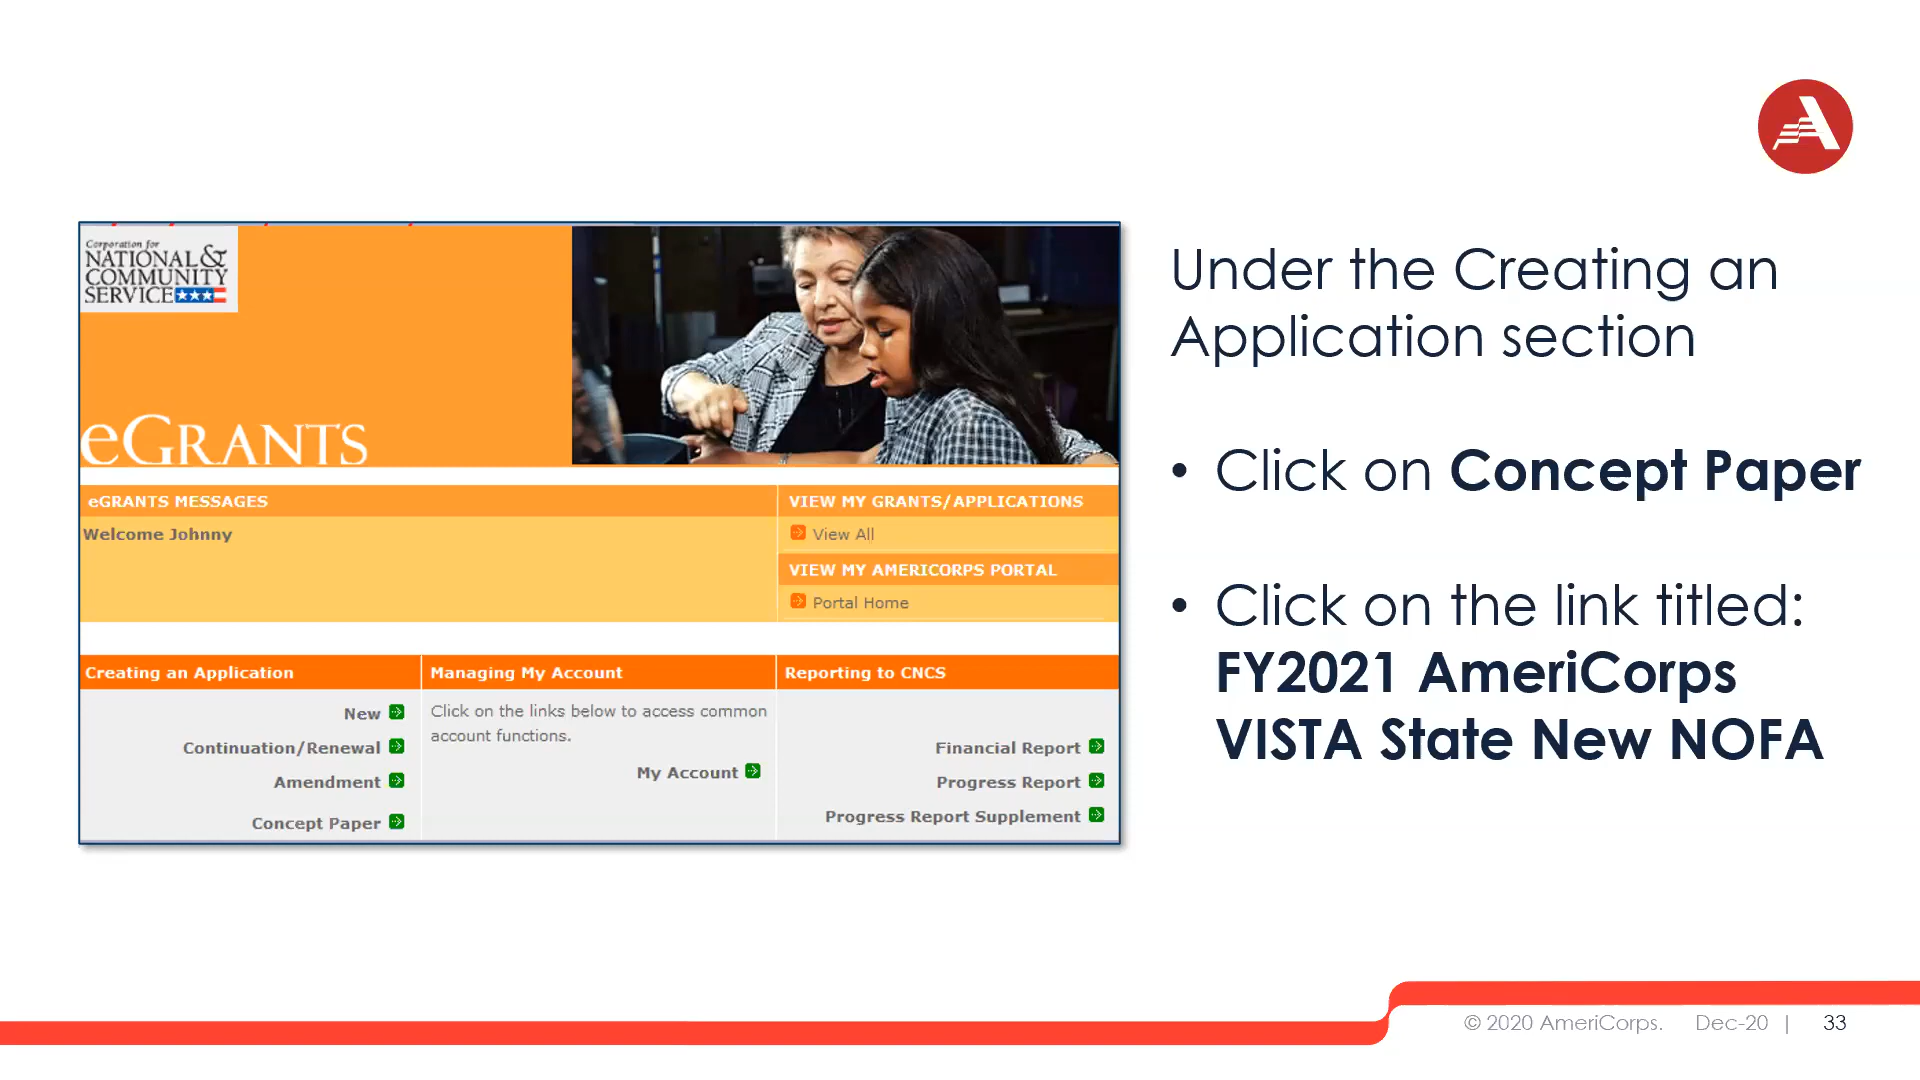 Corporation for
NATIONAL &
COMMUNITY
SERVICE
eGRANTS
eGRANTS MESSAGES
Welcome Johnny
VIEW MY GRANTS/APPLICATIONS
View All
VIEW MY AMERICORPS PORTAL
Portal Home
Creating an Application
New
Continuation/Renewal
Amendment
Concept Paper
Managing My Account
Click on the links below to access common
account functions.
My Account
Reporting to CNCS
Financial Report
Progress Report
Progress Report Supplement
Under the Creating an
Application section
• Click on Concept Paper
• Click on the link titled:
FY2021 AmeriCorps
VISTA State New NOFA
© 2020 AmeriCorps. Dec-20 | 33